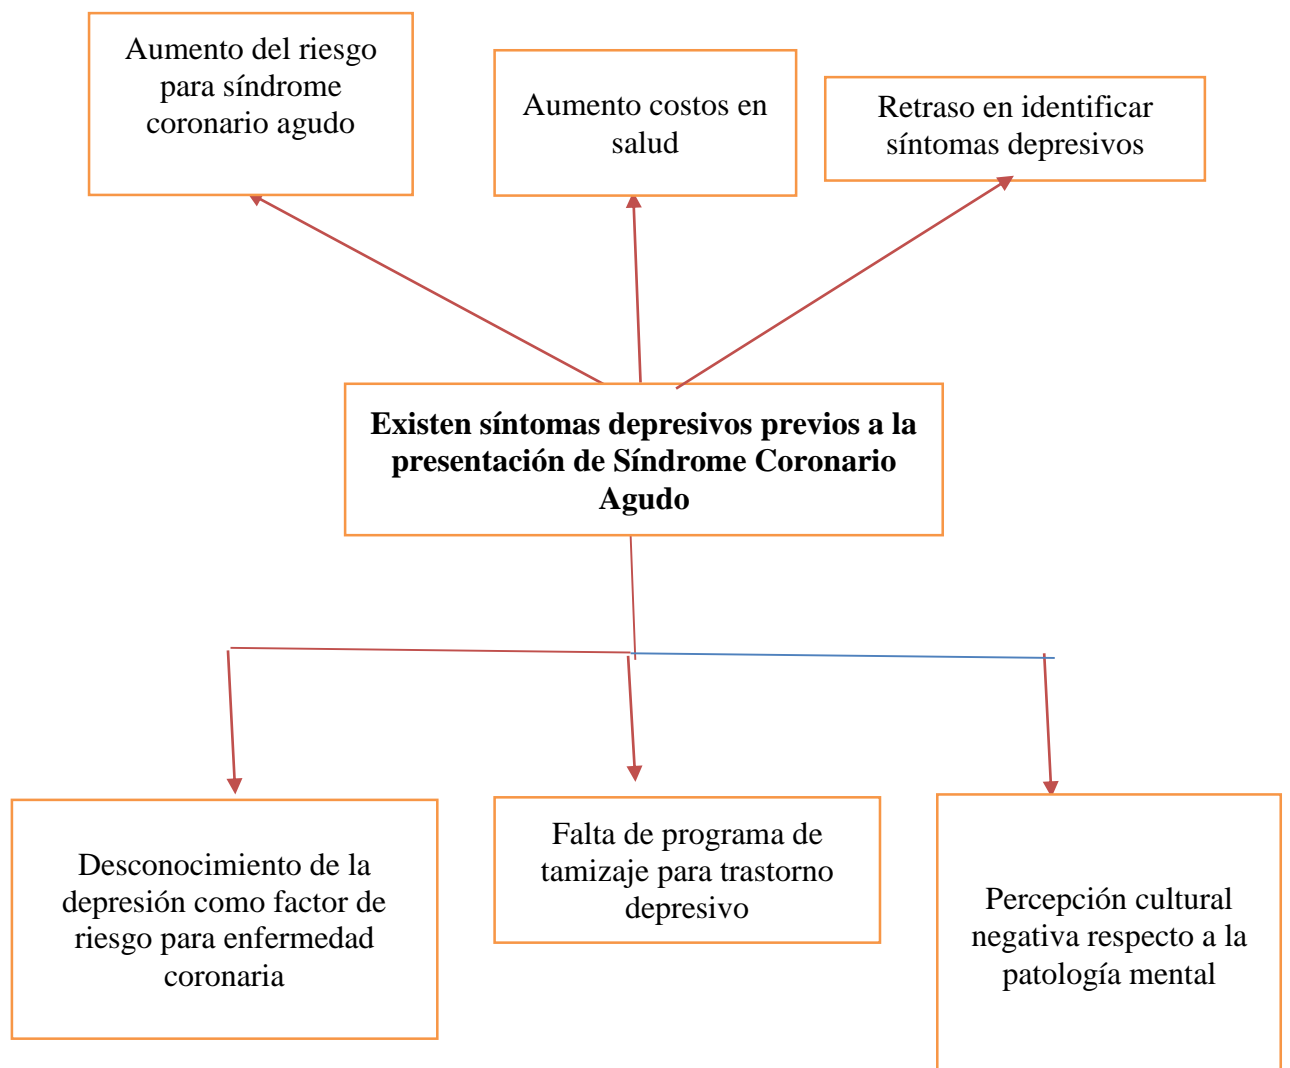 Aumento del riesgo
para síndrome
coronario agudo
Aumento costos en
salud
Retraso en identificar
síntomas depresivos
Existen síntomas depresivos previos a la
presentación de Síndrome Coronario
Agudo
Desconocimiento de la
depresión como factor de
riesgo para enfermedad
coronaria
Falta de programa de
tamizaje para trastorno
depresivo
Percepción cultural
negativa respecto a la
patología mental